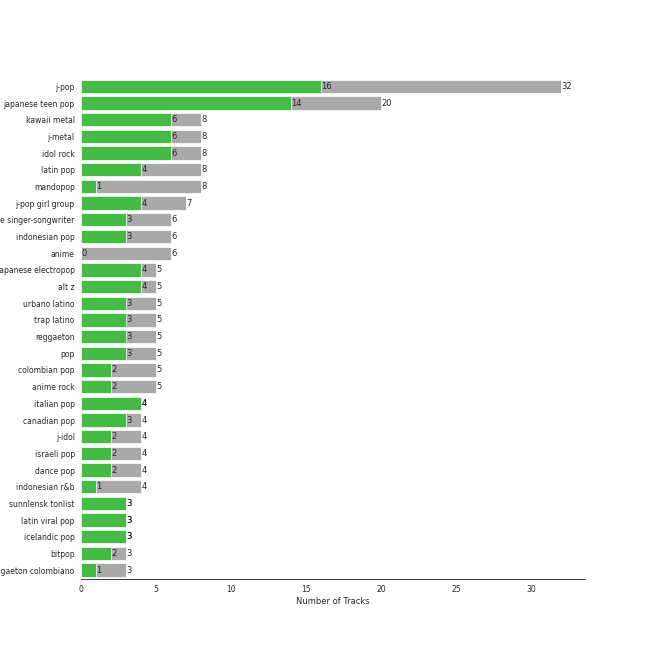 j-pop 16 32
japanese teen pop 14 20
kawaii metal 6 8
j-metal 6 8
idol rock 6 8
latin pop 4 8
mandopop 1 8
j-pop girl group 4 7
e singer-songwriter 3 6
indonesian pop 3 6
anime 0 6
apanese electropop 4 5
alt z 4 5
urbano latino 3 5
trap latino 3 5
reggaeton 3 5
pop 3 5
colombian pop 2 5
anime rock 2 5
italian pop 4
canadian pop 3 4
j-idol 2 4
israeli pop 2 4
dance pop 2 4
indonesian r&b 1 4
sunnlensk tonlist 3
latin viral pop 3
icelandic pop 3
bitpop 2 3
gaeton colombiano 1 3
0 5 10 15 20 25 30
Number of Tracks